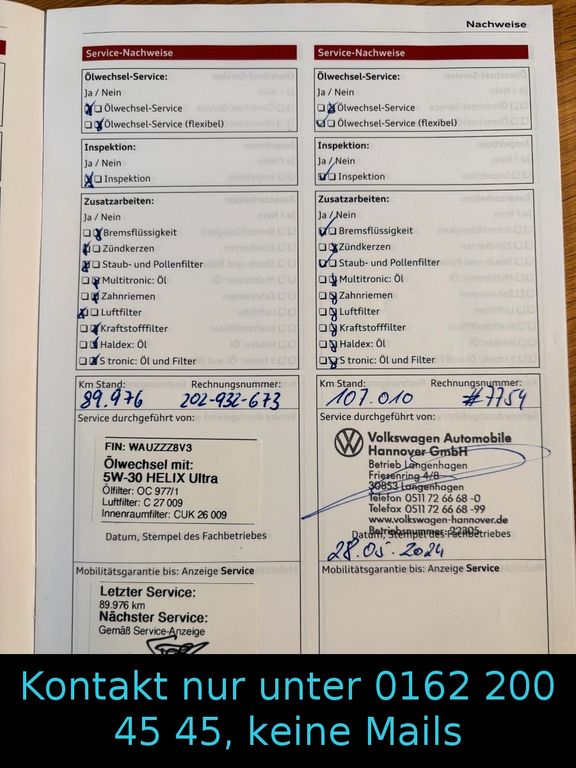 Nachweise
Service-Nachweise
Ölwechsel-Service:
Ja / Nein
Ölwechsel-Service
Ölwechsel-Service (flexibel)
Inspektion:
Ja / Nein
Inspektion
Zusatzarbeiten:
Ja / Nein
Bremsflüssigkeit
Zündkerzen
Staub- und Pollenfilter
Multitronic: Öl
Zahnriemen
Luftfilter
Kraftstofffilter
Haldex: Öl
S tronic: Öl und Filter
Km Stand: Rechnungsnummer:
89.976 202-932-673
Service durchgeführt von:
FIN: WAUZZZ8V3
Ölwechsel mit:
5W-30 HELIX Ultra
Ölfilter: OC 977/1
Luftfilter: C 27 009
Innenraumfilter: CUK 26 009
Datum, Stempel des Fachbetriebes
Mobilitätsgarantie bis: Anzeige Service
Letzter Service:
89.976 km
Nächster Service:
Gemäß Service-Anzeige
Service-Nachweise
Ölwechsel-Service:
Ja / Nein
Ölwechsel-Service
Ölwechsel-Service (flexibel)
Inspektion:
Ja / Nein
Inspektion
Zusatzarbeiten:
Ja / Nein
Bremsflüssigkeit
Zündkerzen
Staub- und Pollenfilter
Multitronic: Öl
Zahnriemen
Luftfilter
Kraftstofffilter
Haldex: Öl
S tronic: Öl und Filter
Km Stand: Rechnungsnummer:
107.010 #7754
Service durchgeführt von:
Volkswagen Automobile
Hannover GmbH
Betrieb Langenhagen
Friesenring 4/8
30853 Langenhagen
Telefon 0511 72 66 68 -0
Telefax 0511 72 66 68 -99
www.volkswagen-hannover.de
Betriebsnummer: 22305
Datum, Stempel des Fachbetriebes
28.05.2024
Mobilitätsgarantie bis: Anzeige Service
Kontakt nur unter 0162 200
45 45, keine Mails